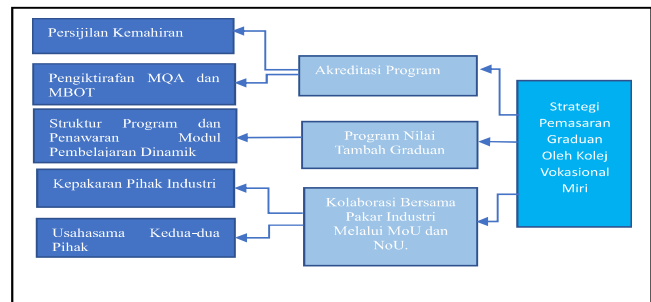 Persijilan Kemahiran
Pengiktirafan MQA dan
MBOT
Struktur Program dan
Penawaran Modul
Pembelajaran Dinamik
Kepakaran Pihak Industri
Usahasama Kedua-dua
Pihak
Akreditasi Program
Program Nilai
Tambah Graduan
Kolaborasi Bersama
Pakar Industri
Melalui MoU dan
NoU.
Strategi
Pemasaran
Graduan
Oleh Kolej
Vokasional
Miri